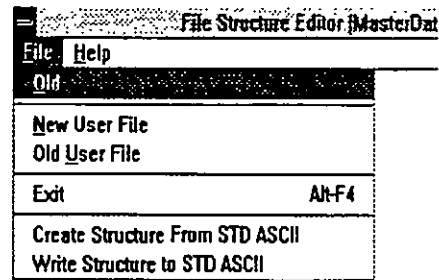 File Structure Editor [MasterDat
File Help
Old
New User File
Old User File
Exit Alt-F4
Create Structure From STD ASCII
Write Structure to STD ASCII